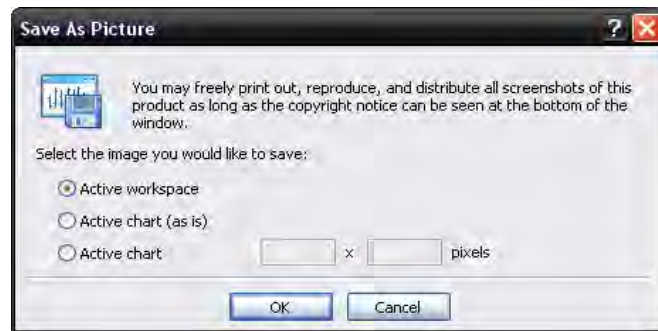 Save As Picture
?
You may freely print out, reproduce, and distribute all screenshots of this
product as long as the copyright notice can be seen at the bottom of the
window.
Select the image you would like to save:
Active workspace
Active chart (as is)
Active chart x pixels
OK Cancel